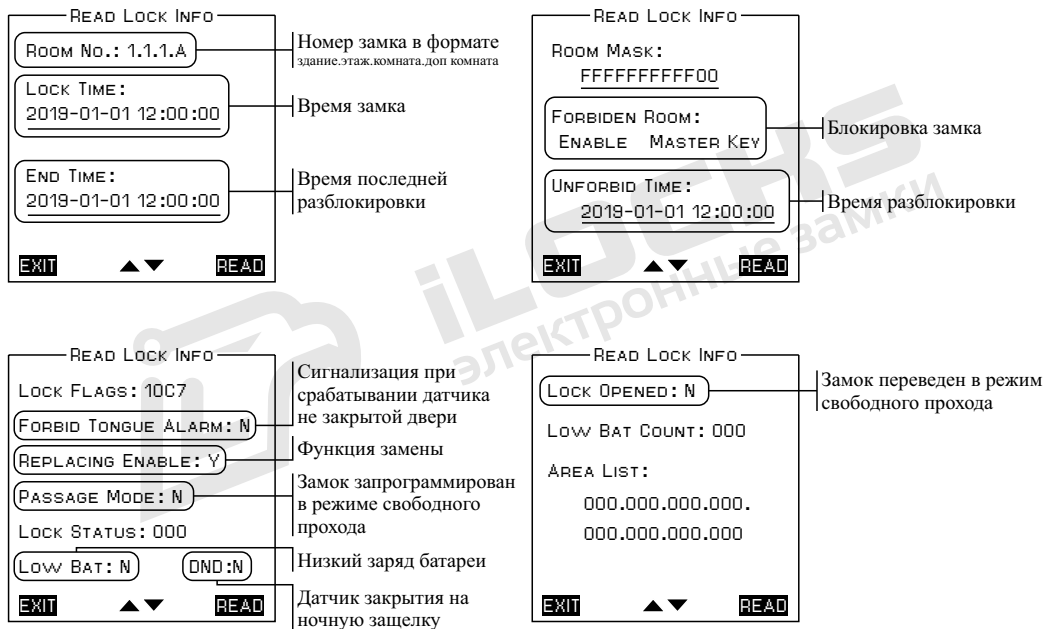 READ LOCK INFO
ROOM NO.: 1.1.1.A
LOCK TIME:
2019-01-01 12:00:00
END TIME:
2019-01-01 12:00:00
EXIT ▲▼ READ
Номер замка в формате
здание.этаж.комната.доп комната
Время замка
Время последней
разблокировки
READ LOCK INFO
ROOM MASK:
FFFFFFFFFF00
FORBIDEN ROOM:
ENABLE MASTER KEY
UNFORBID TIME:
2019-01-01 12:00:00
EXIT ▲▼ READ
Блокировка замка
Время разблокировки
iLOCKS
электронные замки
READ LOCK INFO
LOCK FLAGS: 10C7
FORBID TONGUE ALARM: N
REPLACING ENABLE: Y
PASSAGE MODE: N
LOCK STATUS: 000
LOW BAT: N DND:N
EXIT ▲▼ READ
Сигнализация при
срабатывании датчика
не закрытой двери
Функция замены
Замок запрограммирован
в режиме свободного
прохода
Низкий заряд батареи
Датчик закрытия на
ночную защелку
READ LOCK INFO
LOCK OPENED: N
LOW BAT COUNT: 000
AREA LIST:
000.000.000.000.
000.000.000.000
EXIT ▲▼ READ
Замок переведен в режим
свободного прохода